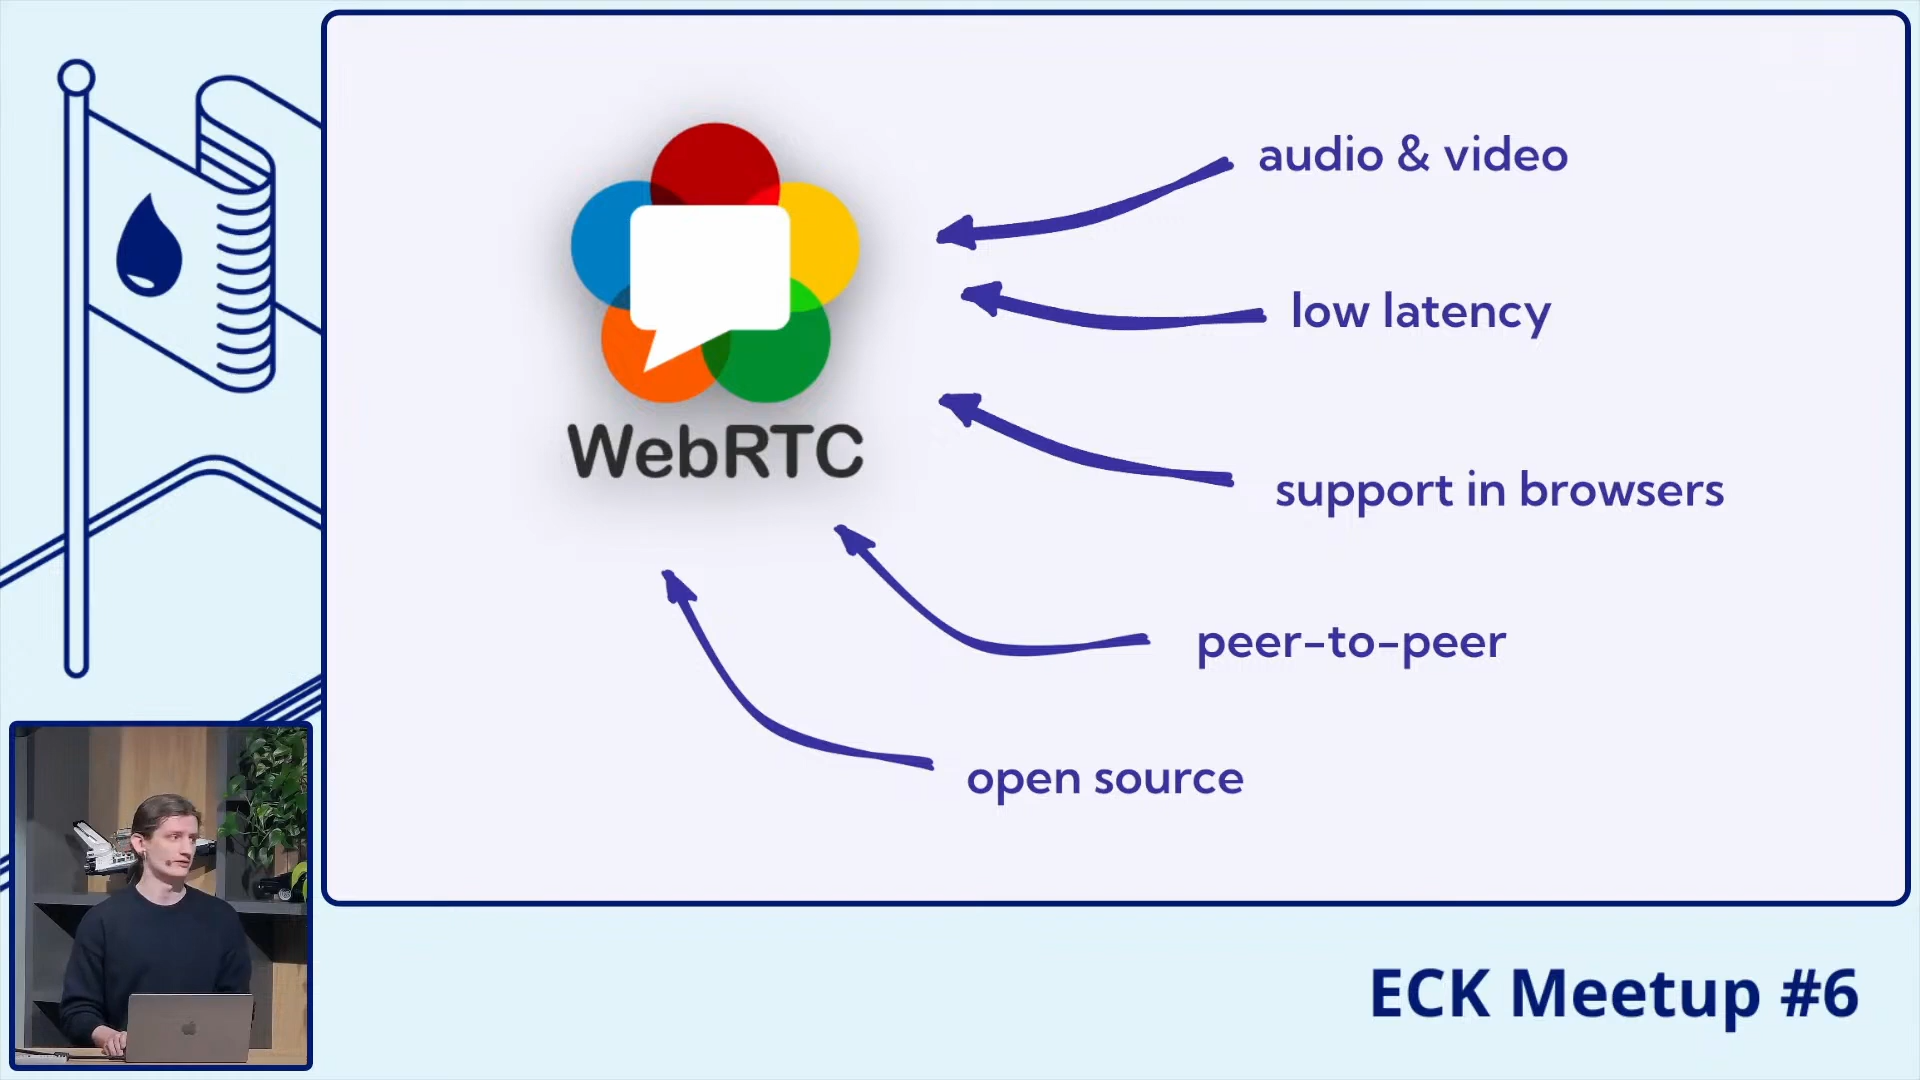 audio & video
low latency
WebRTC
support in browsers
peer-to-peer
open source
ECK Meetup #6